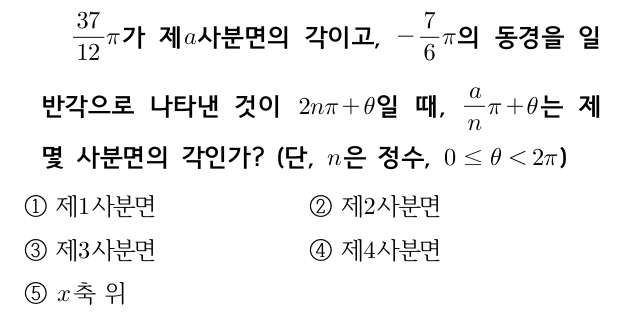 $\frac{37}{12}\pi$가 제$a$사분면의 각이고, $-\frac{7}{6}\pi$의 동경을 일
반각으로 나타낸 것이 $2n\pi+\theta$일 때, $\frac{a}{n}\pi+\theta$는 제
몇 사분면의 각인가? (단, $n$은 정수, $0 \leq \theta < 2\pi$)
① 제1사분면 ② 제2사분면
③ 제3사분면 ④ 제4사분면
⑤ $x$축 위